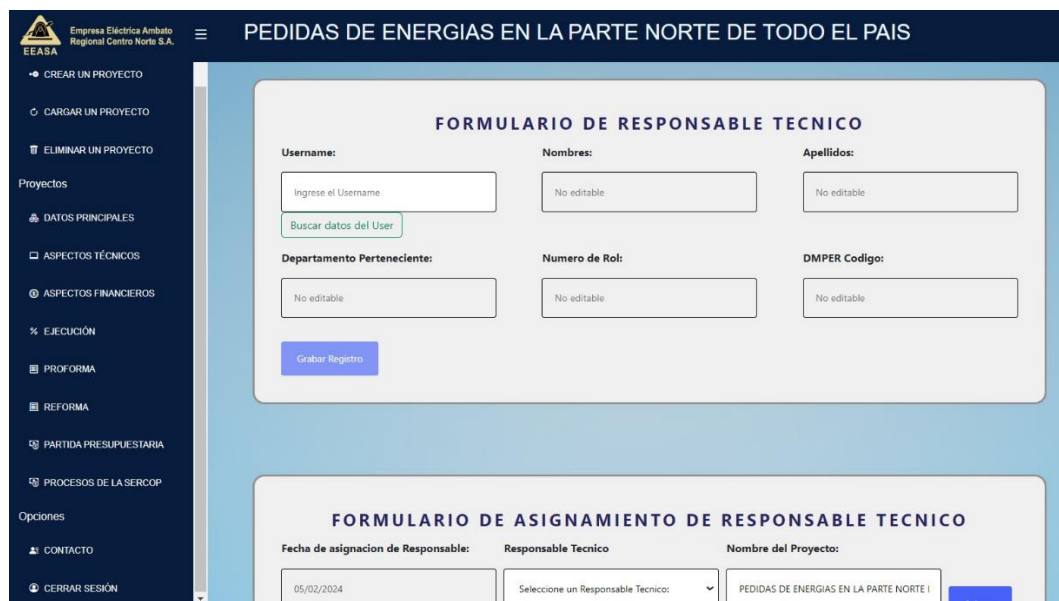 EEASA
Empresa Eléctrica Ambato
Regional Centro Norte S.A.
PEDIDAS DE ENERGIAS EN LA PARTE NORTE DE TODO EL PAIS
CREAR UN PROYECTO
CARGAR UN PROYECTO
ELIMINAR UN PROYECTO
Proyectos
DATOS PRINCIPALES
ASPECTOS TÉCNICOS
ASPECTOS FINANCIEROS
EJECUCIÓN
PROFORMA
REFORMA
PARTIDA PRESUPUESTARIA
PROCESOS DE LA SERCOP
Opciones
CONTACTO
CERRAR SESIÓN
FORMULARIO DE RESPONSABLE TECNICO
Username: Nombres: Apellidos:
Ingrese el Username No editable No editable
Buscar datos del User
Departamento Perteneciente: Numero de Rol: DMPER Codigo:
No editable No editable No editable
Grabar Registro
FORMULARIO DE ASIGNAMIENTO DE RESPONSABLE TECNICO
Fecha de asignacion de Responsable: Responsable Tecnico Nombre del Proyecto:
05/02/2024 Seleccione un Responsable Tecnico: PEDIDAS DE ENERGIAS EN LA PARTE NORTE